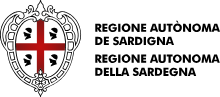 REGIONE AUTÒNOMA
DE SARDIGNA
REGIONE AUTONOMA
DELLA SARDEGNA